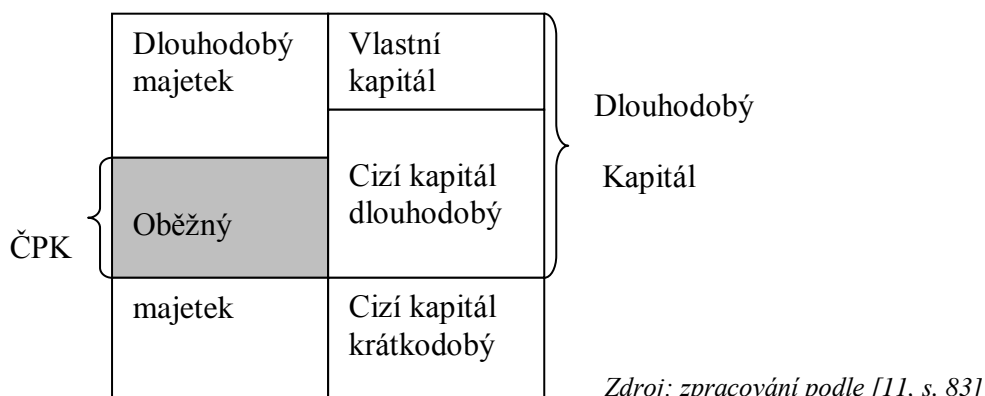 Dlouhodobý
majetek
Vlastní
kapitál
Dlouhodobý
Kapitál
Cizí kapitál
dlouhodobý
Oběžný
ČPK
majetek
Cizí kapitál
krátkodobý
Zdroj: zpracování podle [11, s. 83]